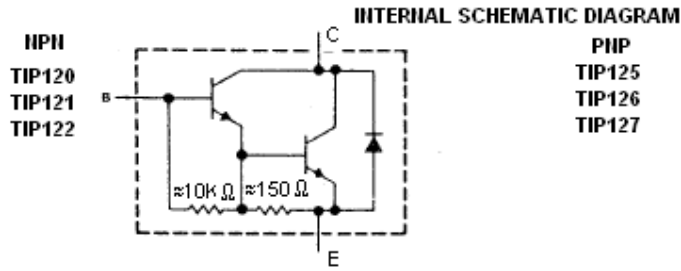 INTERNAL SCHEMATIC DIAGRAM
NPN
TIP120
TIP121
TIP122
PNP
TIP125
TIP126
TIP127
C
B
≈10k Ω ≈150 Ω
E